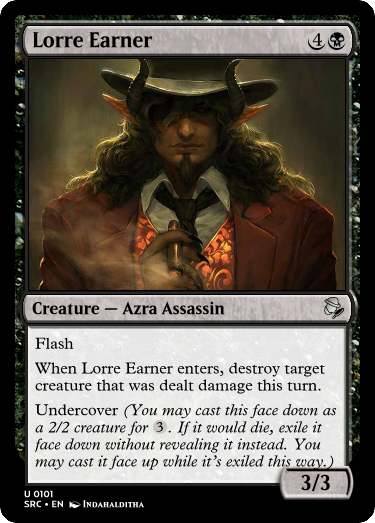 Lorre Earner 4
Creature — Azra Assassin
Flash
When Lorre Earner enters, destroy target
creature that was dealt damage this turn.
Undercover (You may cast this face down as
a 2/2 creature for 3. If it would die, exile it
face down without revealing it instead. You
may cast it face up while it's exiled this way.)
3/3
U 0101
SRC • EN Indahalditha